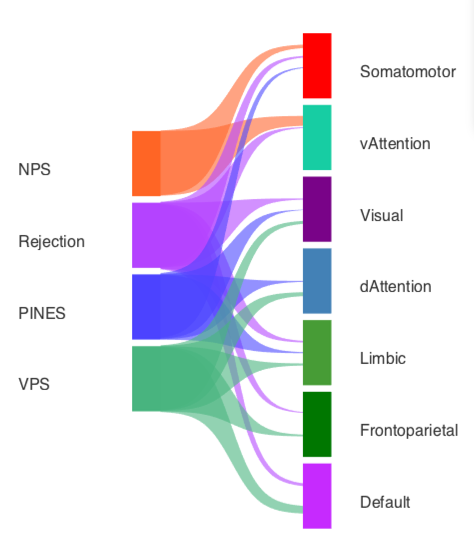 NPS
Rejection
PINES
VPS
Somatomotor
vAttention
Visual
dAttention
Limbic
Frontoparietal
Default